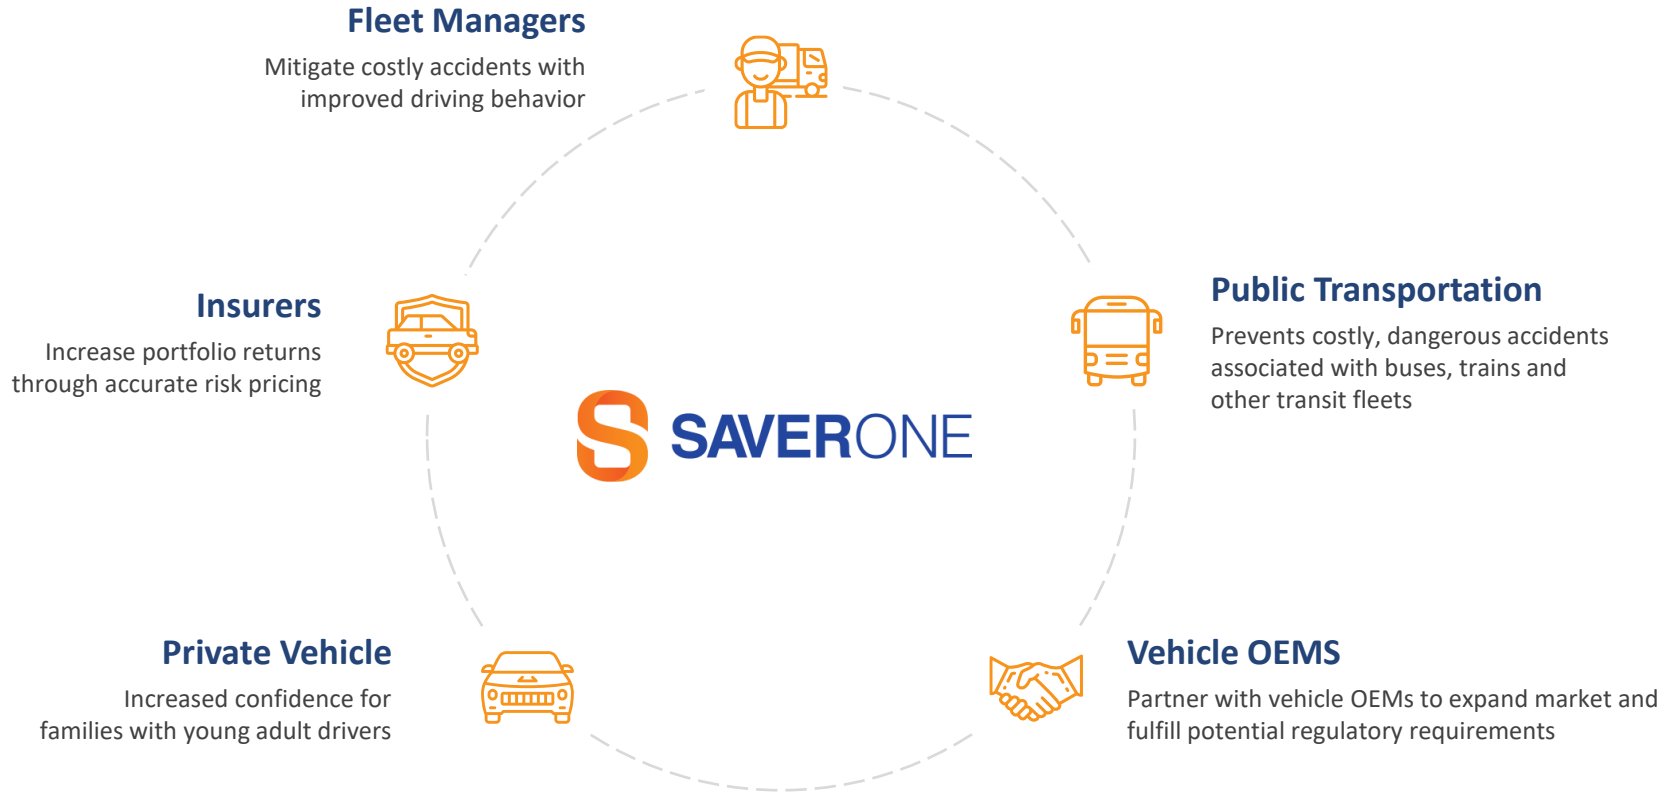 Fleet Managers
Mitigate costly accidents with
improved driving behavior
Insurers
Increase portfolio returns
through accurate risk pricing
Public Transportation
Prevents costly, dangerous accidents
associated with buses, trains and
other transit fleets
SAVERONE
Private Vehicle
Increased confidence for
families with young adult drivers
Vehicle OEMS
Partner with vehicle OEMs to expand market and
fulfill potential regulatory requirements